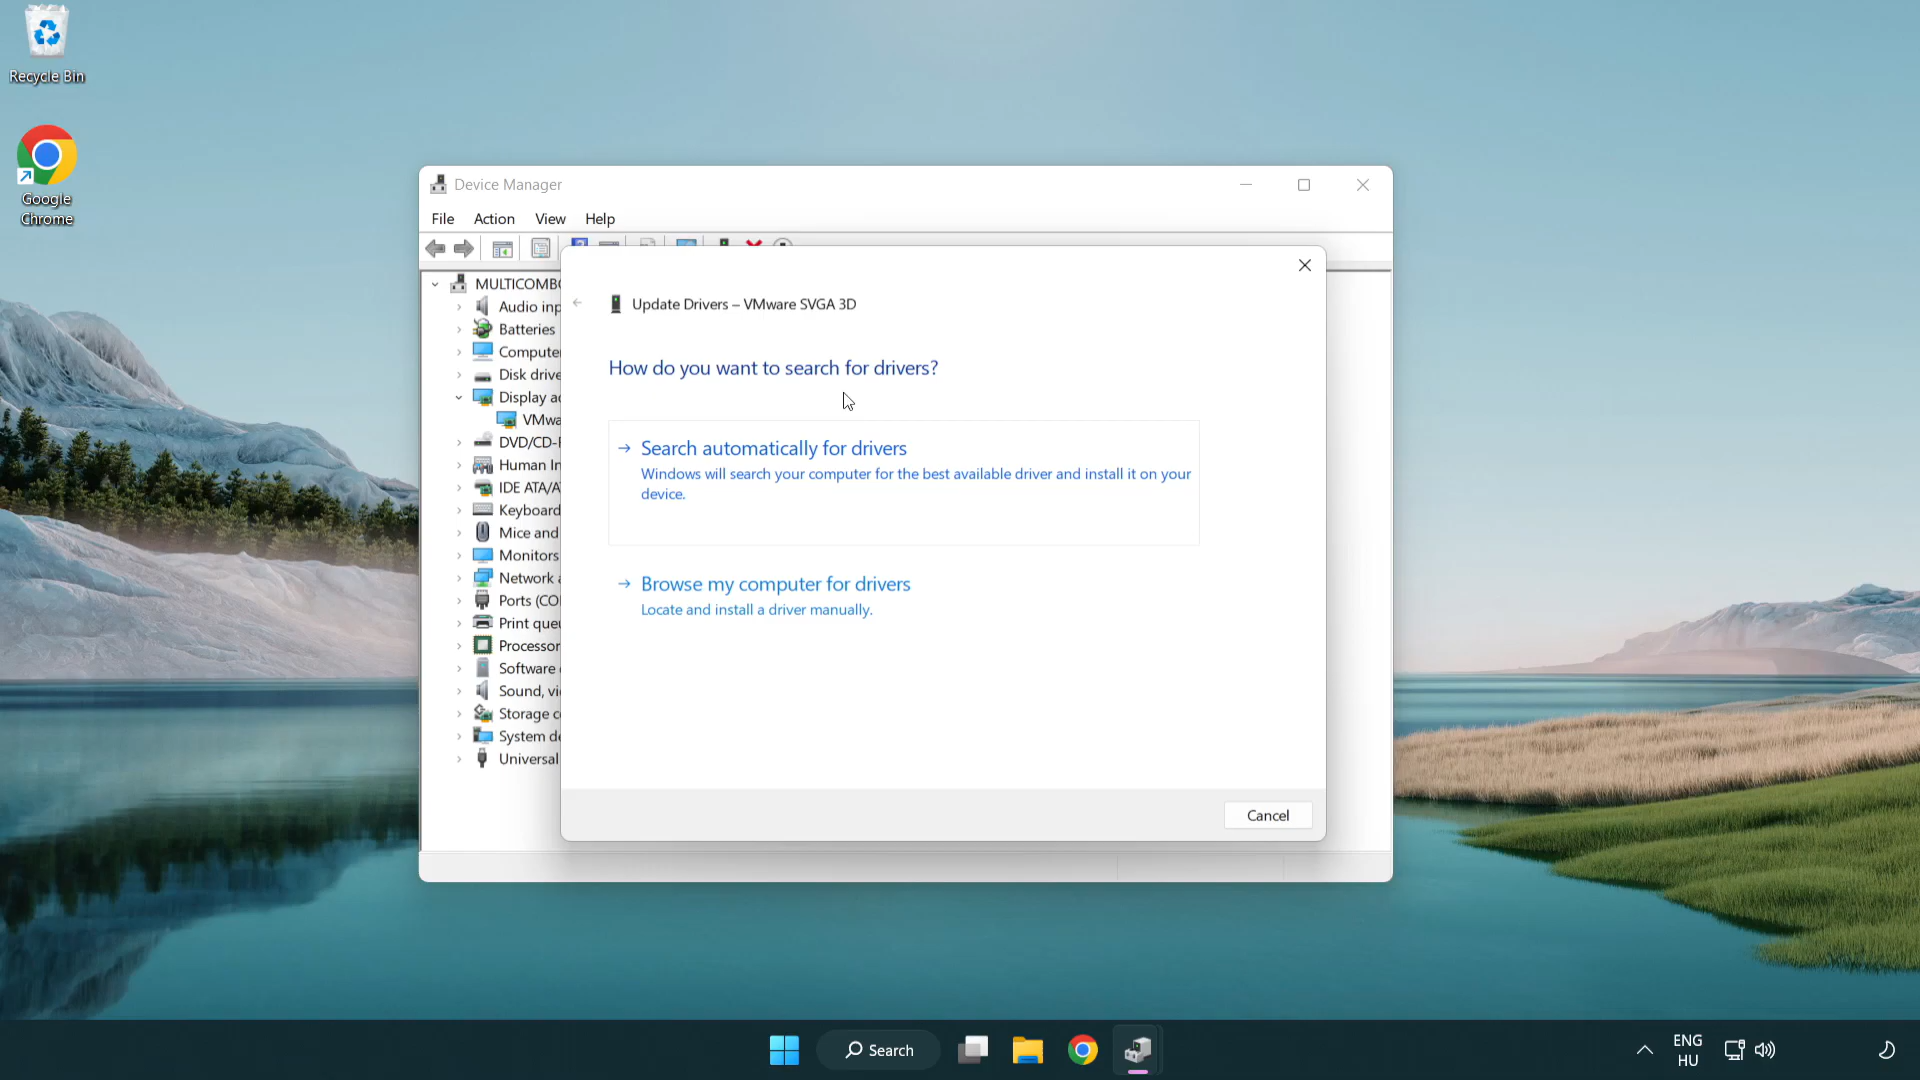 Recycle Bin
Google
Chrome
Device Manager
File Action View Help
MULTICOMBO
Audio inp
Batteries
Compute
Disk drive
Display a
VMwa
DVD/CD-
Human In
IDE ATA/A
Keyboard
Mice and
Monitors
Network a
Ports (CO
Print que
Processor
Software
Sound, vi
Storage c
System de
Universal
Update Drivers – VMware SVGA 3D
How do you want to search for drivers?
Search automatically for drivers
Windows will search your computer for the best available driver and install it on your
device.
Browse my computer for drivers
Locate and install a driver manually.
Cancel
Search
ENG
HU